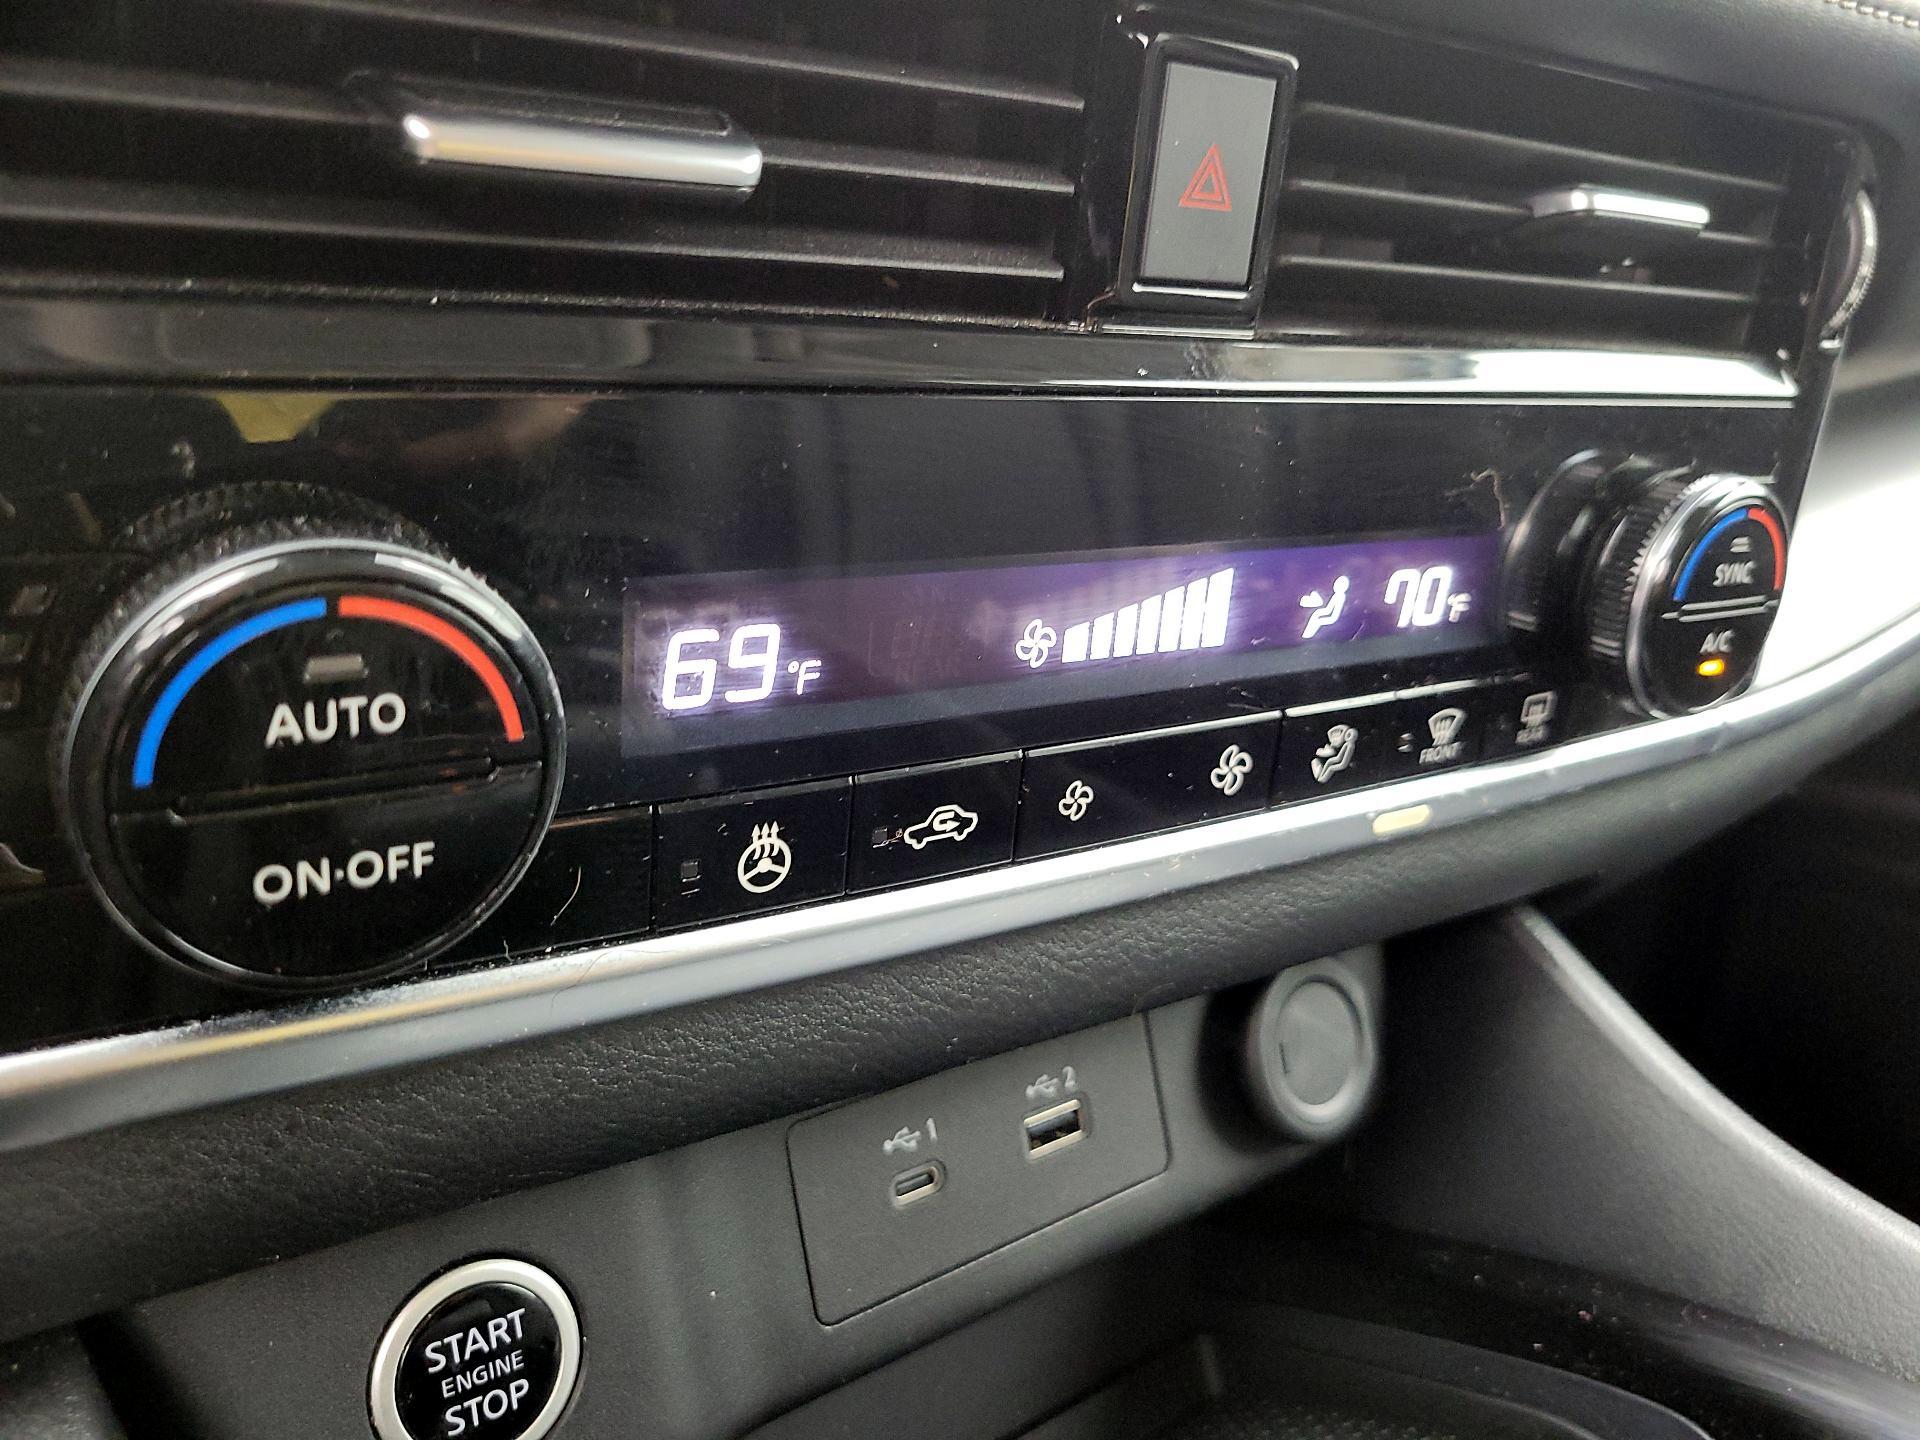 69°F
70°F
SYNC
A/C
AUTO
ON·OFF
FRONT
REAR
1
2
START
ENGINE
STOP